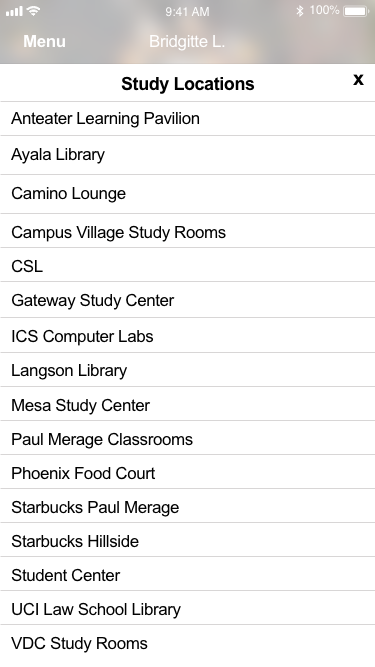 9:41 AM 100%
Menu Bridgitte L.
Study Locations x
Anteater Learning Pavilion
Ayala Library
Camino Lounge
Campus Village Study Rooms
CSL
Gateway Study Center
ICS Computer Labs
Langson Library
Mesa Study Center
Paul Merage Classrooms
Phoenix Food Court
Starbucks Paul Merage
Starbucks Hillside
Student Center
UCI Law School Library
VDC Study Rooms